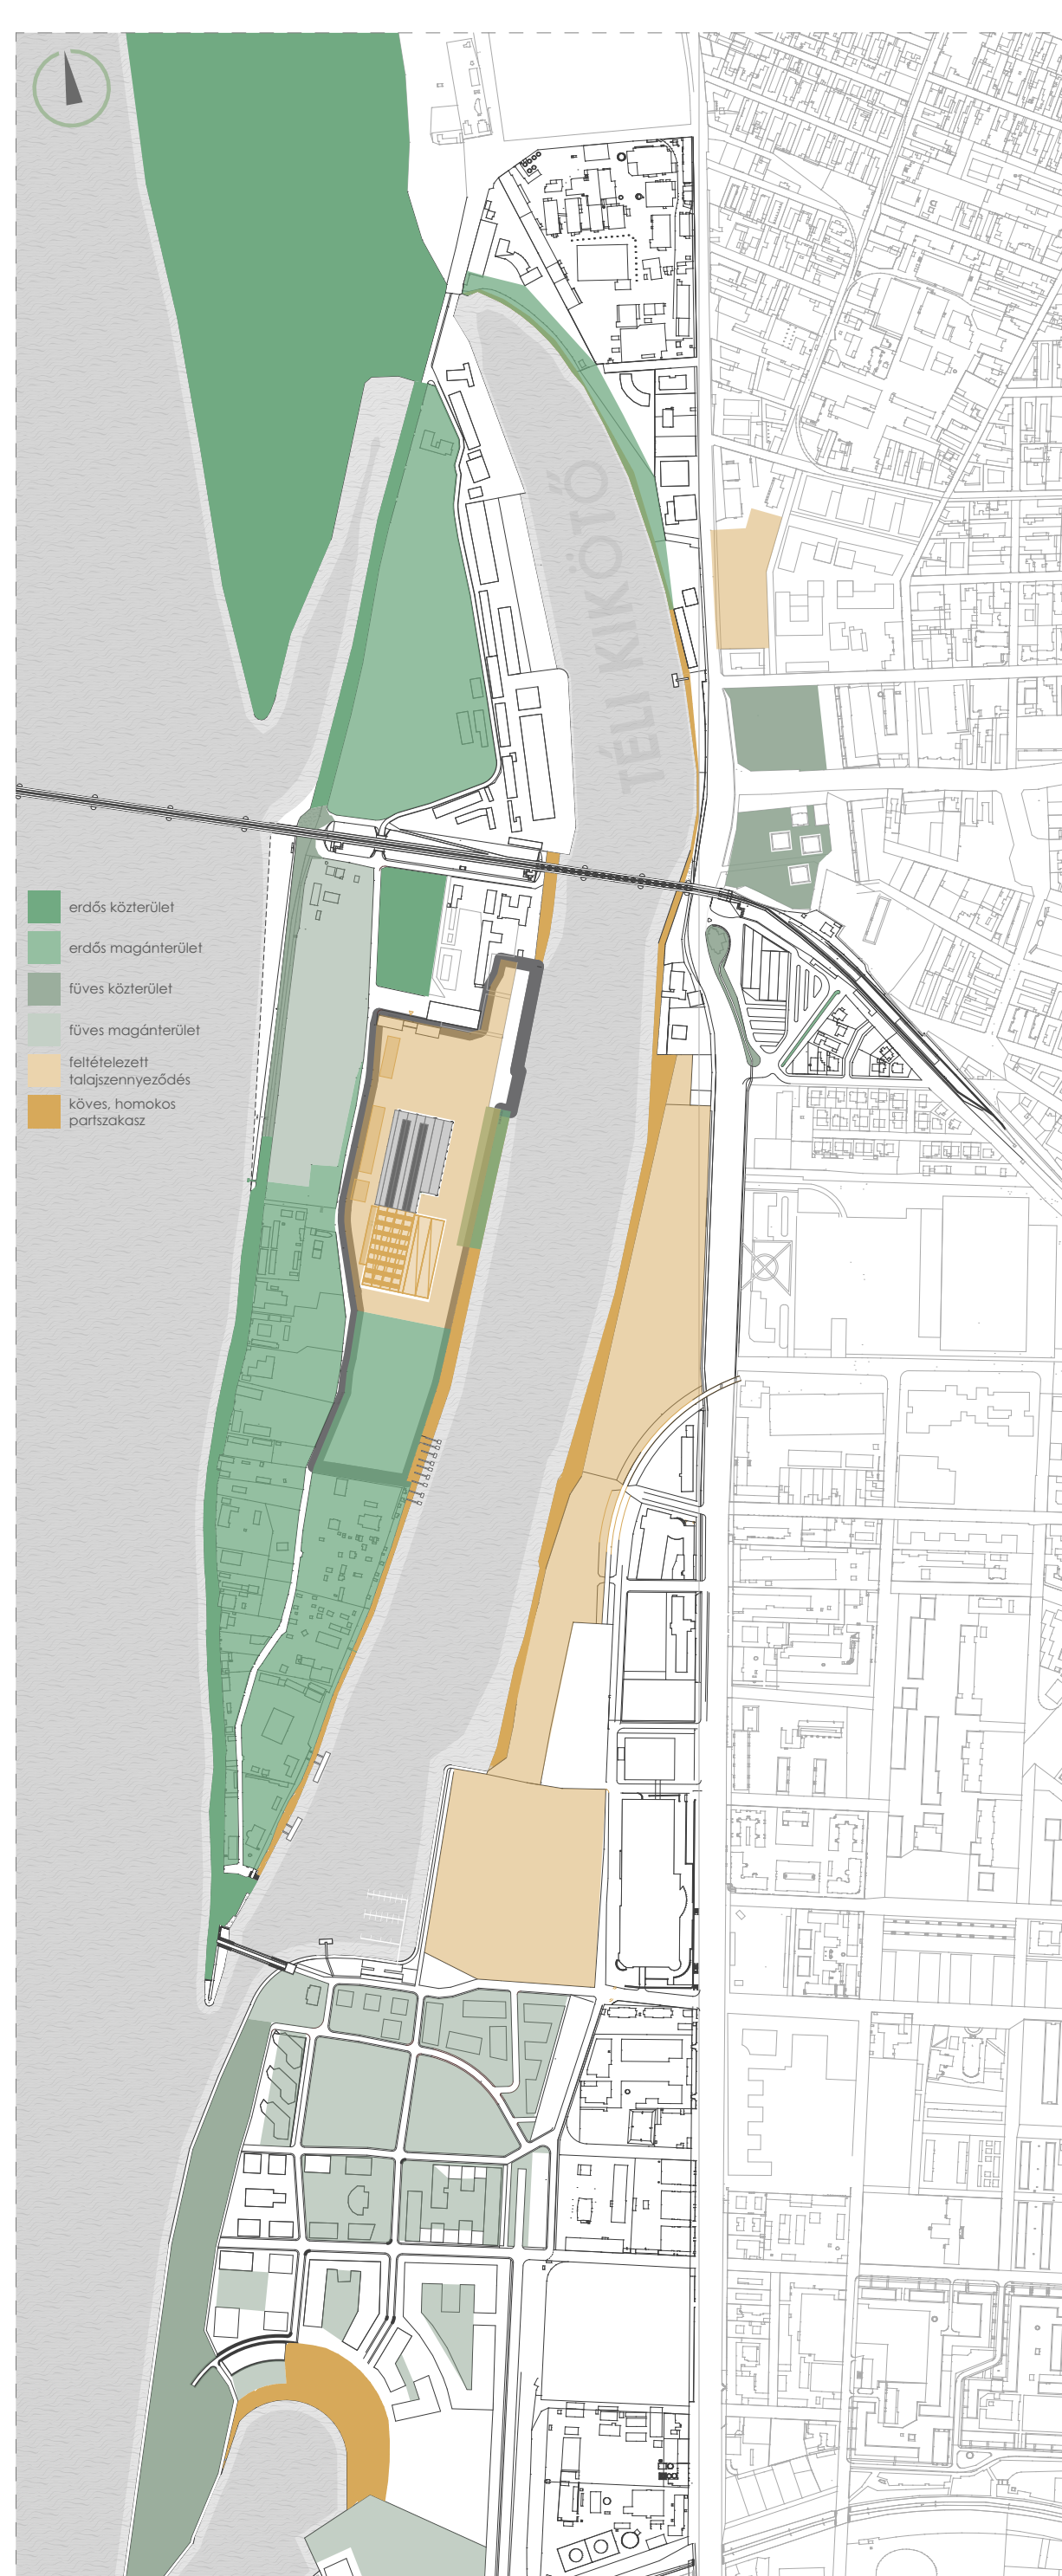 TÉLI KIKÖTŐ
erdős közterület
erdős magánterület
füves közterület
füves magánterület
feltételezett
talajszennyeződés
köves, homokos
partszakasz